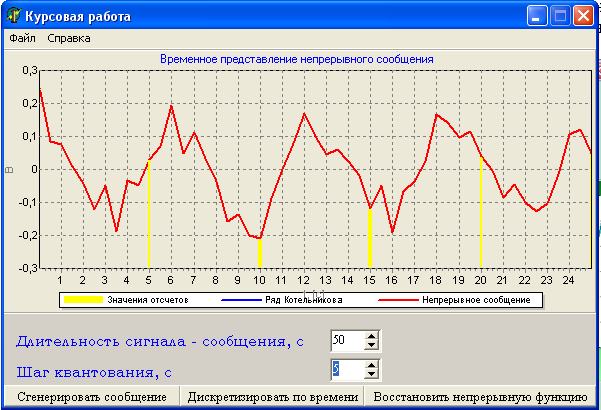 Курсовая работа
Файл Справка
Временное представление непрерывного сообщения
0,3
0,2
0,1
0
-0,1
-0,2
-0,3
В
1 2 3 4 5 6 7 8 9 10 11 12 13 14 15 16 17 18 19 20 21 22 23 24
Значения отсчетов Ряд Котельникова Непрерывное сообщение
Длительность сигнала - сообщения, с 50
Шаг квантования, с 5
Сгенерировать сообщение Дискретизировать по времени Восстановить непрерывную функцию